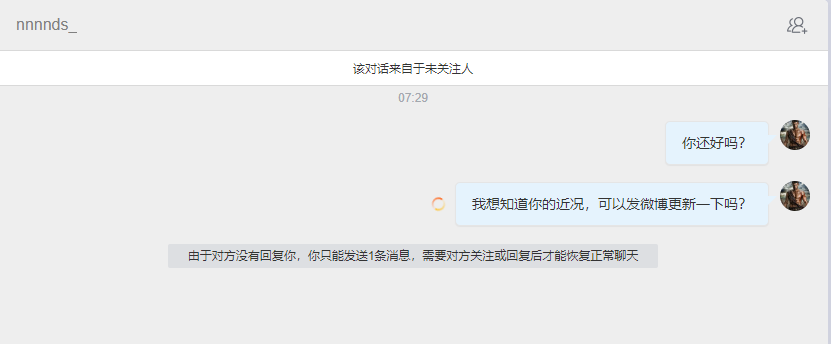 nnnnds_
该对话来自于未关注人
07:29
你还好吗？
我想知道你的近况，可以发微博更新一下吗？
由于对方没有回复你，你只能发送1条消息，需要对方关注或回复后才能恢复正常聊天